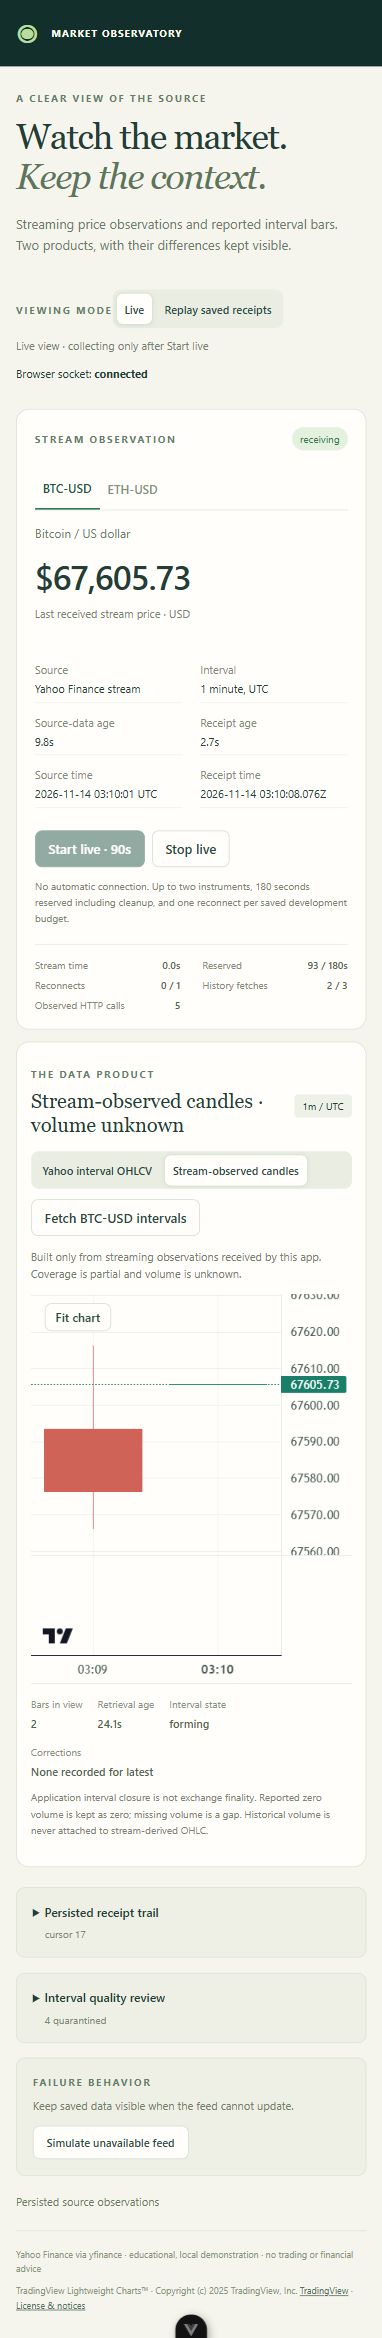 MARKET OBSERVATORY
A CLEAR VIEW OF THE SOURCE
Watch the market.
Keep the context.
Streaming price observations and reported interval bars.
Two products, with their differences kept visible.
VIEWING MODE Live Replay saved receipts
Live view · collecting only after Start live
Browser socket: connected
STREAM OBSERVATION receiving
BTC-USD ETH-USD
Bitcoin / US dollar
$67,605.73
Last received stream price · USD
Source Interval
Yahoo Finance stream 1 minute, UTC
Source-data age Receipt age
9.8s 2.7s
Source time Receipt time
2026-11-14 03:10:01 UTC 2026-11-14 03:10:08.076Z
Start live · 90s Stop live
No automatic connection. Up to two instruments, 180 seconds
reserved including cleanup, and one reconnect per saved development
budget.
Stream time 0.0s Reserved 93 / 180s
Reconnects 0 / 1 History fetches 2 / 3
Observed HTTP calls 5
THE DATA PRODUCT
Stream-observed candles ·
volume unknown
1m / UTC
Yahoo interval OHLCV Stream-observed candles
Fetch BTC-USD intervals
Built only from streaming observations received by this app.
Coverage is partial and volume is unknown.
67630.00
Fit chart
67620.00
67610.00
67605.73
67600.00
67590.00
67580.00
67570.00
67560.00
03:09 03:10
Bars in view Retrieval age Interval state
2 24.1s forming
Corrections
None recorded for latest
Application interval closure is not exchange finality. Reported zero
volume is kept as zero; missing volume is a gap. Historical volume is
never attached to stream-derived OHLC.
▶ Persisted receipt trail
cursor 17
▶ Interval quality review
4 quarantined
FAILURE BEHAVIOR
Keep saved data visible when the feed cannot update.
Simulate unavailable feed
Persisted source observations
Yahoo Finance via yfinance · educational, local demonstration · no trading or financial
advice
TradingView Lightweight Charts™ · Copyright (c) 2025 TradingView, Inc. TradingView ·
License & notices